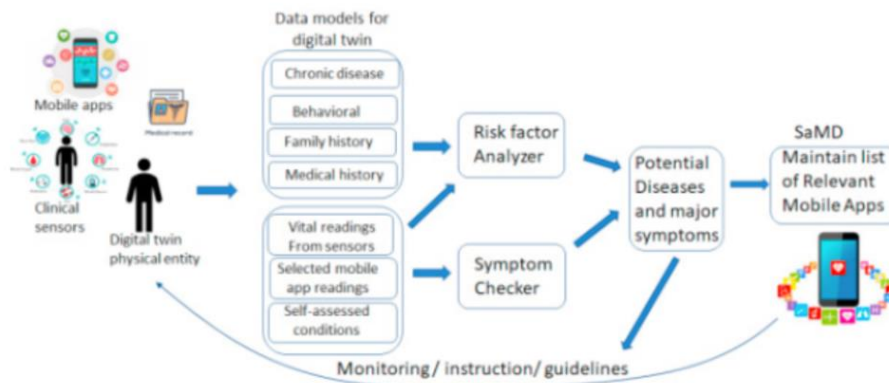 Data models for
digital twin
Mobile apps
Medical record
Clinical
sensors
Digital twin
physical entity
Chronic disease
Behavioral
Family history
Medical history
Vital readings
From sensors
Selected mobile
app readings
Self-assessed
conditions
Risk factor
Analyzer
Symptom
Checker
Potential
Diseases
and major
symptoms
SaMD
Maintain list
of Relevant
Mobile Apps
Monitoring/ instruction/ guidelines